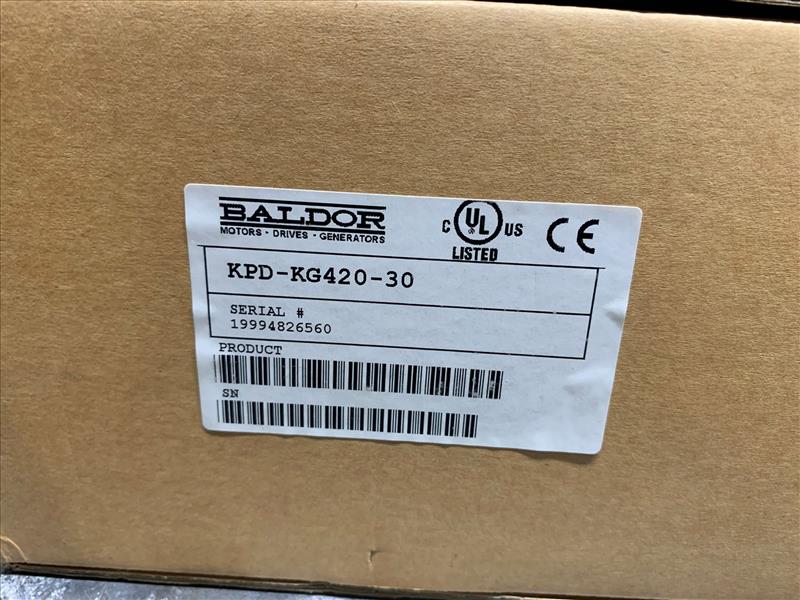 BALDOR
MOTORS • DRIVES • GENERATORS
C UL US
LISTED
CE
KPD-KG420-30
SERIAL #
19994826560
PRODUCT
SN